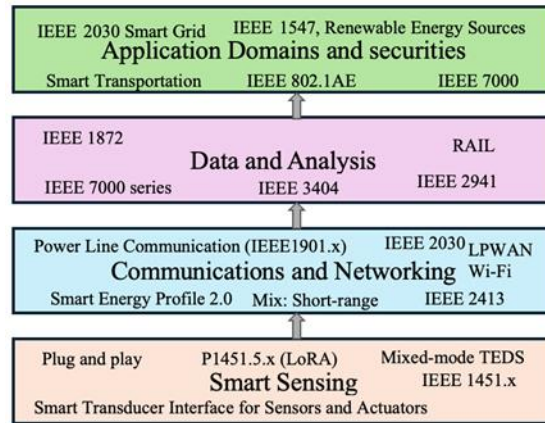 IEEE 2030 Smart Grid
IEEE 1547, Renewable Energy Sources
Application Domains and securities
Smart Transportation
IEEE 802.1AE
IEEE 7000
IEEE 1872
RAIL
Data and Analysis
IEEE 7000 series
IEEE 3404
IEEE 2941
Power Line Communication (IEEE1901.x)
IEEE 2030
LPWAN
Communications and Networking
Wi-Fi
Smart Energy Profile 2.0
Mix: Short-range
IEEE 2413
Plug and play
P1451.5.x (LoRA)
Mixed-mode TEDS
Smart Sensing
IEEE 1451.x
Smart Transducer Interface for Sensors and Actuators